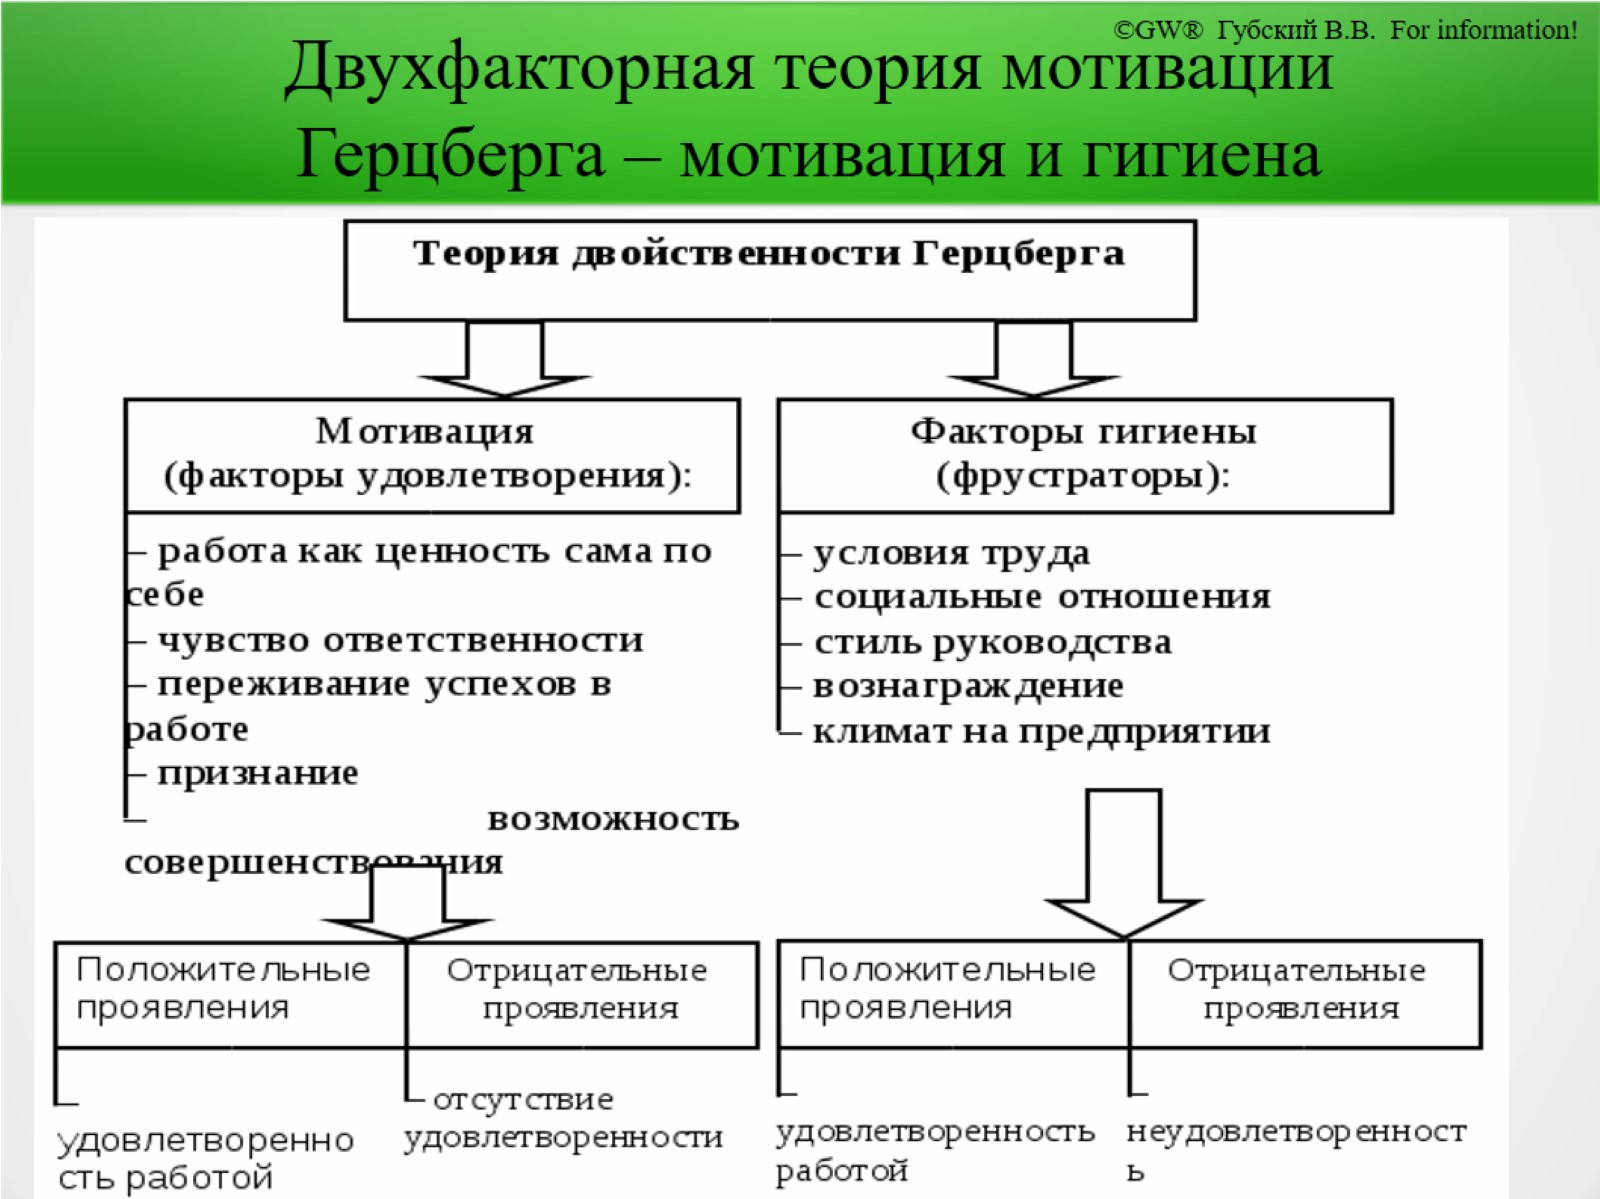 ©GW® Губский В.В. For information!
Двухфакторная теория мотивации
Герцберга – мотивация и гигиена
Теория двойственности Герцберга
Мотивация
(факторы удовлетворения):
– работа как ценность сама по
себе
– чувство ответственности
– переживание успехов в
работе
– признание
– возможность
совершенствования
Факторы гигиены
(фрустраторы):
– условия труда
– социальные отношения
– стиль руководства
– вознаграждение
– климат на предприятии
Положительные
проявления
Отрицательные
проявления
–
удовлетворенно
сть работой
– отсутствие
удовлетворенности
Положительные
проявления
Отрицательные
проявления
–
удовлетворенность
работой
–
неудовлетворенност
ь